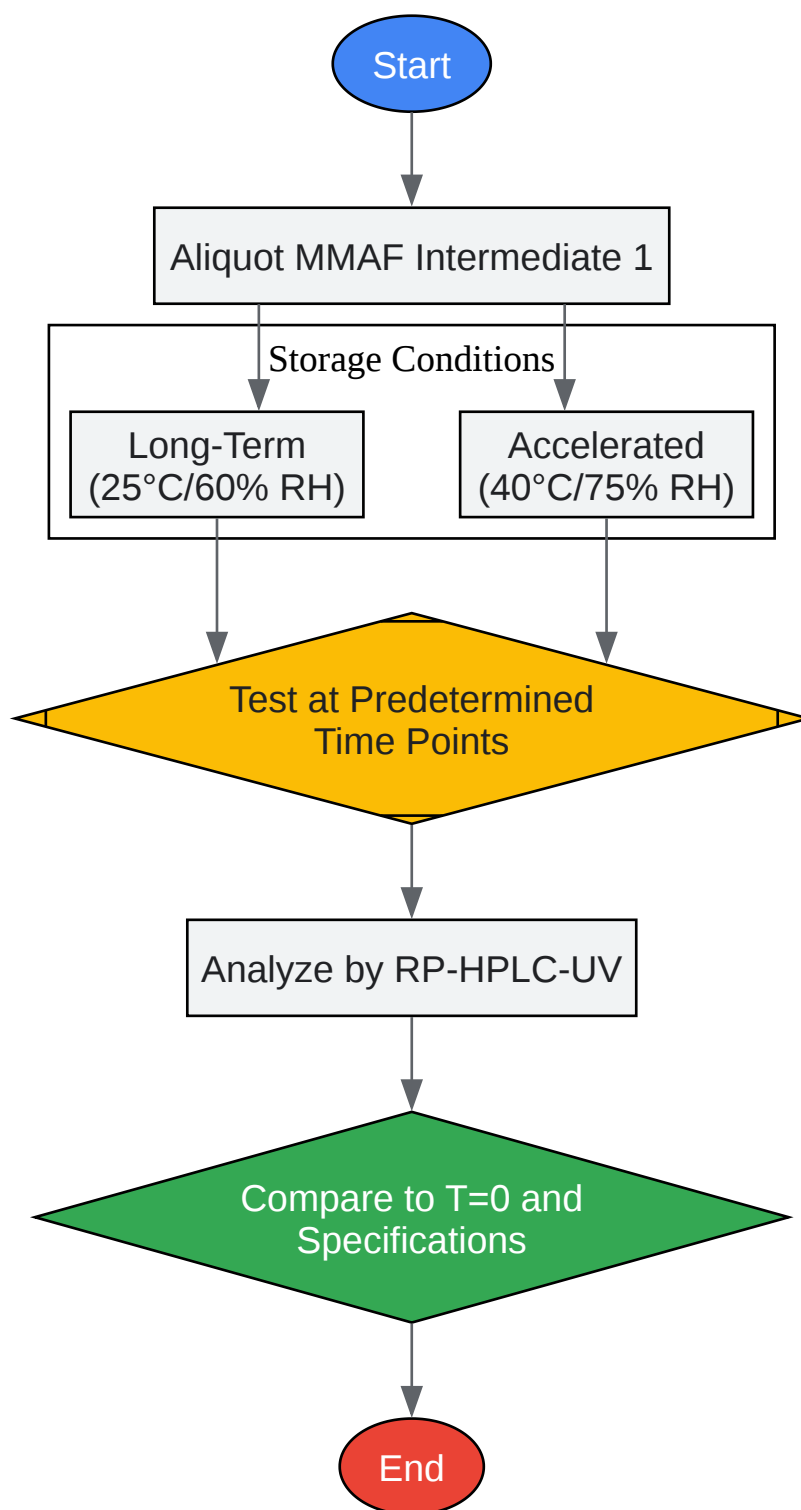 Start
Aliquot MMAF Intermediate 1
Storage Conditions
Long-Term
(25°C/60% RH)
Accelerated
(40°C/75% RH)
Test at Predetermined
Time Points
Analyze by RP-HPLC-UV
Compare to T=0 and
Specifications
End